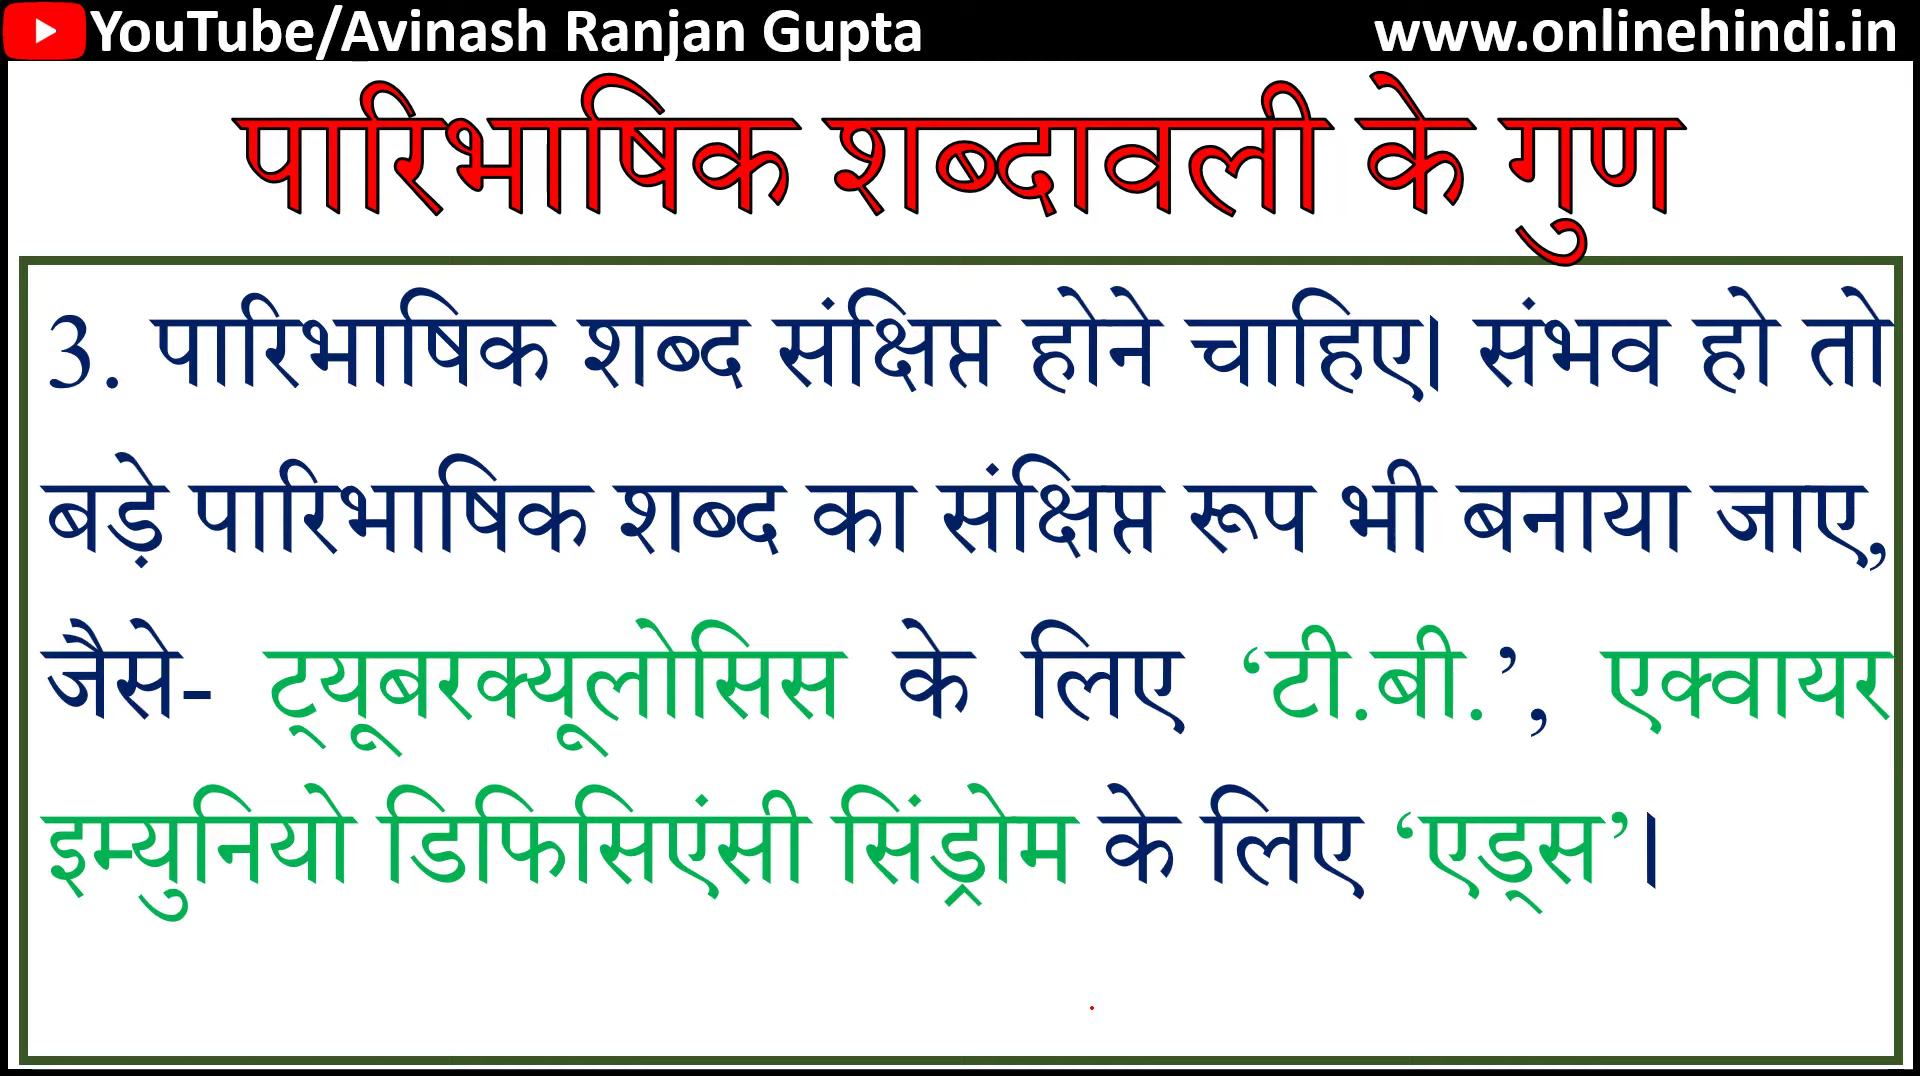 YouTube/Avinash Ranjan Gupta www.onlinehindi.in
पारिभाषिक शब्दावली के गुण
3. पारिभाषिक शब्द संक्षिप्त होने चाहिए। संभव हो तो
बड़े पारिभाषिक शब्द का संक्षिप्त रूप भी बनाया जाए,
जैसे- ट्यूबरक्यूलोसिस के लिए ‘टी.बी.’, एक्वायर
इम्युनियो डिफिसिएंसी सिंड्रोम के लिए ‘एड्स’।